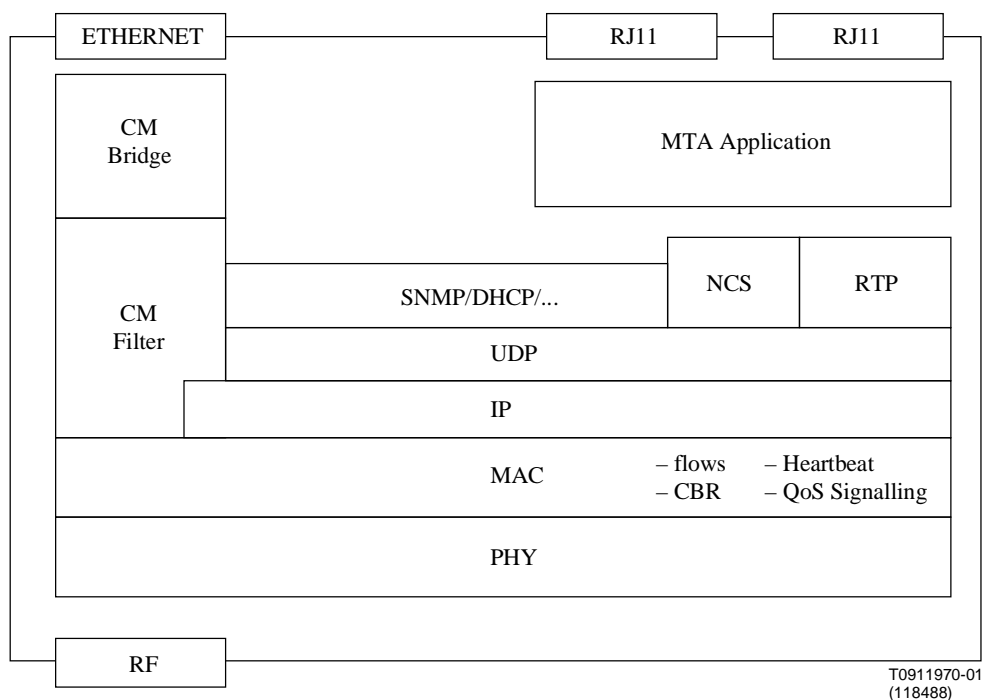 ETHERNET
RJ11
RJ11
CM
Bridge
MTA Application
CM
Filter
SNMP/DHCP/...
NCS
RTP
UDP
IP
MAC
– flows – Heartbeat
– CBR – QoS Signalling
PHY
RF
T0911970-01
(118488)